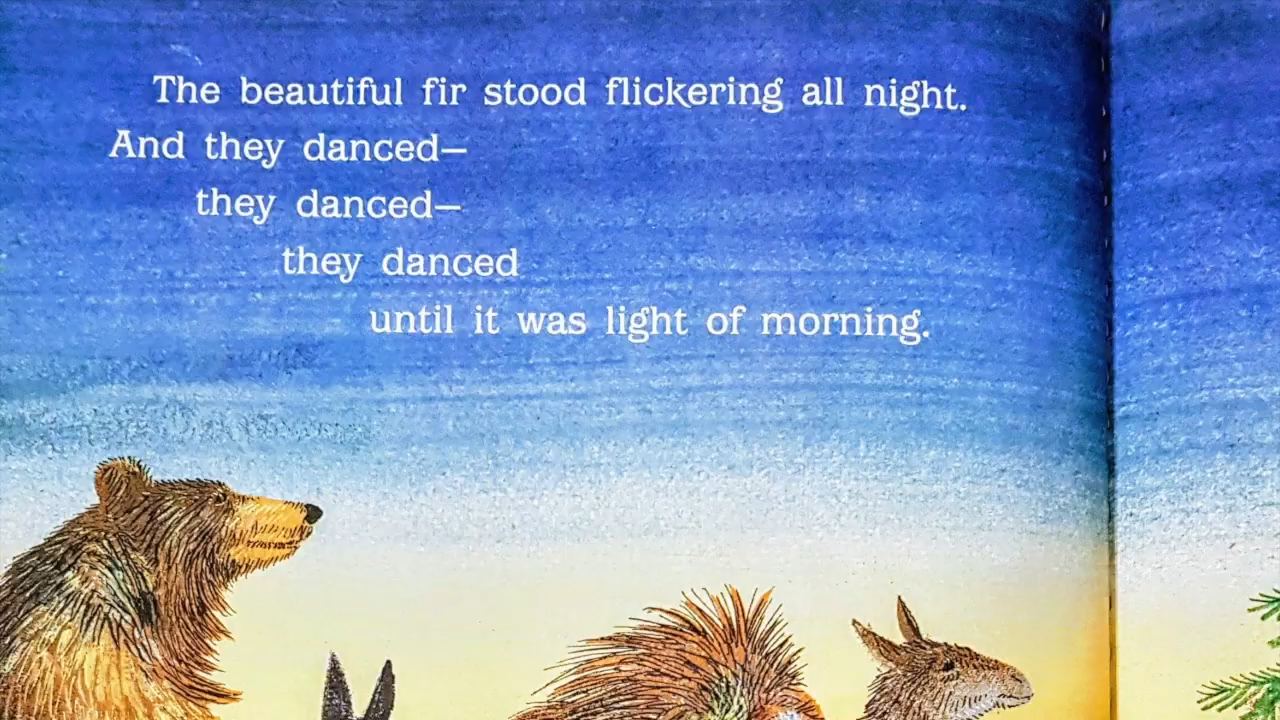 The beautiful fir stood flickering all night.
And they danced—
they danced—
they danced
until it was light of morning.